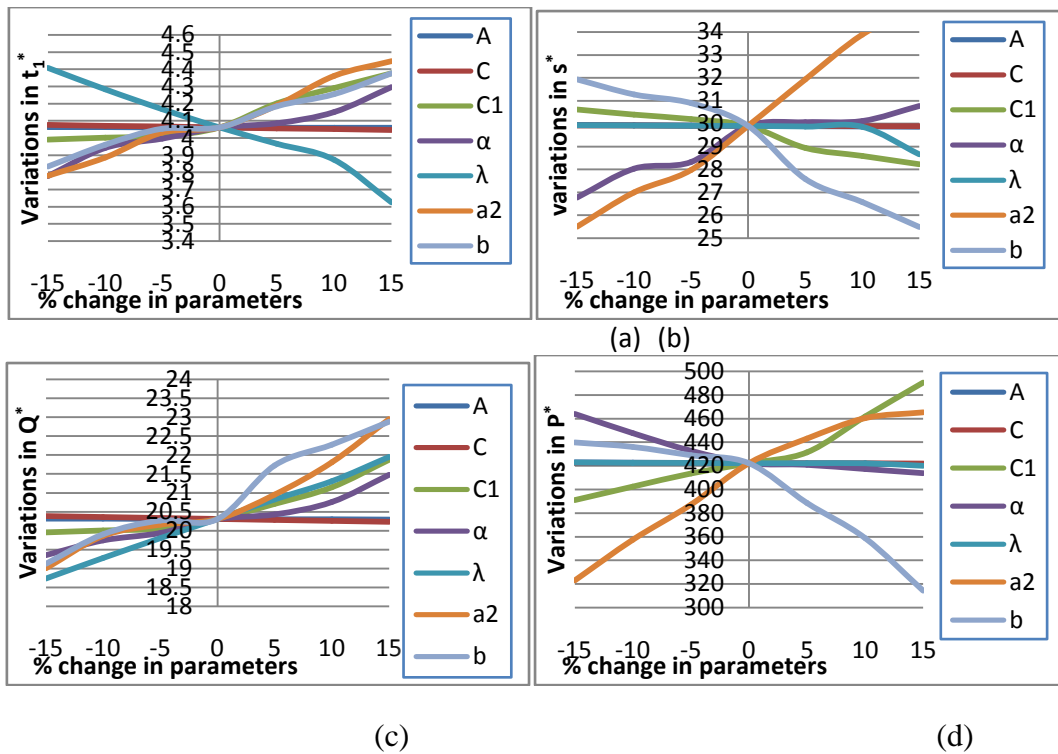 Variations in t₁*
4.6
4.5
4.4
4.3
4.2
4.1
4
3.9
3.8
3.7
3.6
3.5
3.4
-15 -10 -5 0 5 10 15
% change in parameters
A
C
C1
α
λ
a2
b
variations in s*
34
33
32
31
30
29
28
27
26
25
-15 -10 -5 0 5 10 15
% change in parameters
A
C
C1
α
λ
a2
b
(a) (b)
Variations in Q*
24
23.5
23
22.5
22
21.5
21
20.5
20
19.5
19
18.5
18
-15 -10 -5 0 5 10 15
% change in parameters
A
C
C1
α
λ
a2
b
Variations in P*
500
480
460
440
420
400
380
360
340
320
300
-15 -10 -5 0 5 10 15
% change in parameters
A
C
C1
α
λ
a2
b
(c) (d)